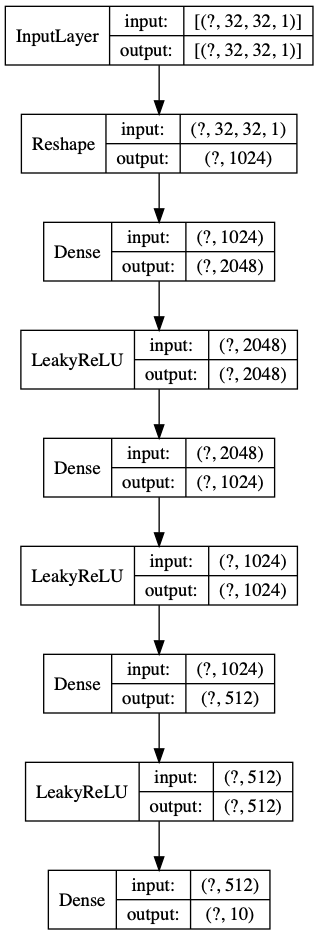 InputLayer input: [(?, 32, 32, 1)]
output: [(?, 32, 32, 1)]
Reshape input: (?, 32, 32, 1)
output: (?, 1024)
Dense input: (?, 1024)
output: (?, 2048)
LeakyReLU input: (?, 2048)
output: (?, 2048)
Dense input: (?, 2048)
output: (?, 1024)
LeakyReLU input: (?, 1024)
output: (?, 1024)
Dense input: (?, 1024)
output: (?, 512)
LeakyReLU input: (?, 512)
output: (?, 512)
Dense input: (?, 512)
output: (?, 10)